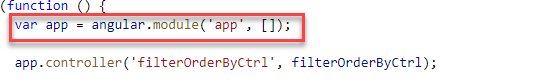 (function () {
var app = angular.module('app', []);
app.controller('filterOrderByCtrl', filterOrderByCtrl);